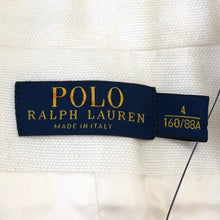 POLO
RALPH LAUREN
MADE IN ITALY
4
160/88A